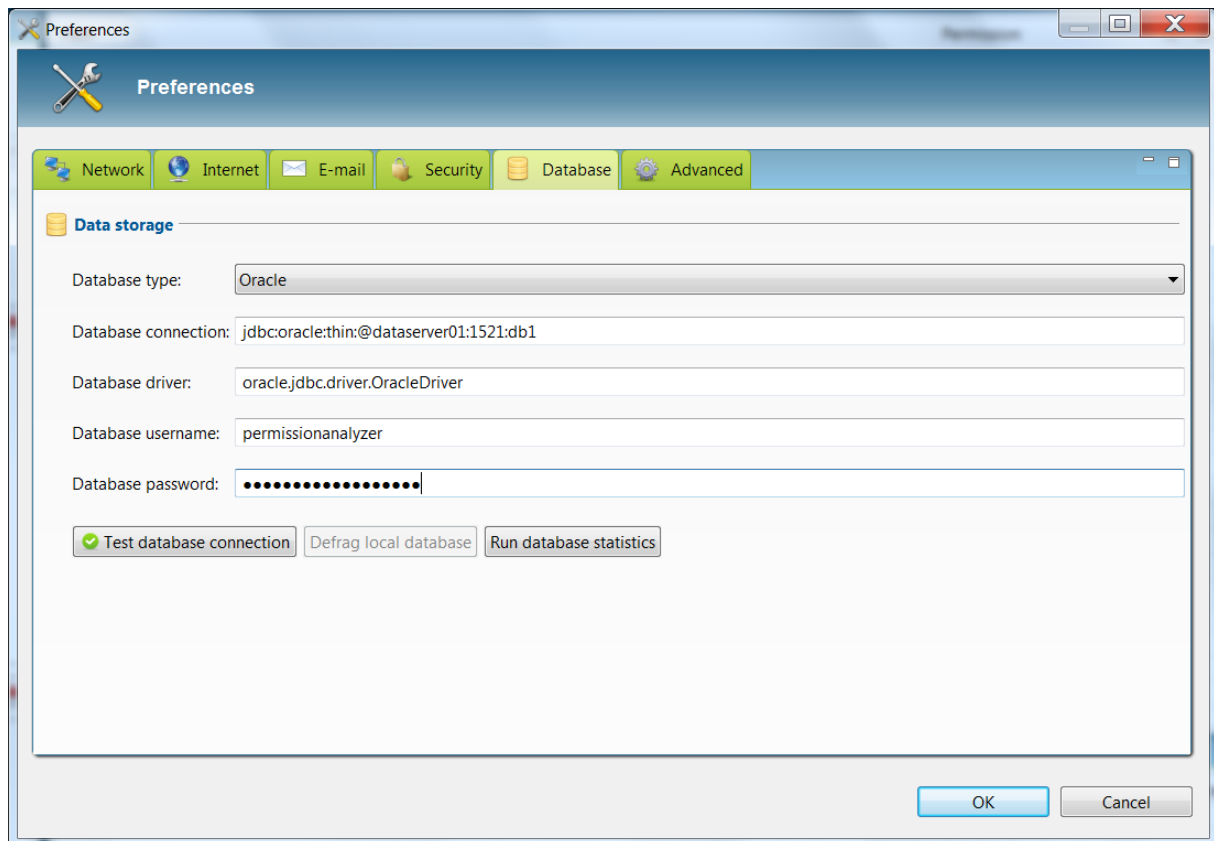 Preferences
Permission
Preferences
Network Internet E-mail Security Database Advanced
Data storage
Database type: Oracle
Database connection: jdbc:oracle:thin:@dataserver01:1521:db1
Database driver: oracle.jdbc.driver.OracleDriver
Database username: permissionanalyzer
Database password: ●●●●●●●●●●●●●●●●●●
Test database connection Defrag local database Run database statistics
OK Cancel